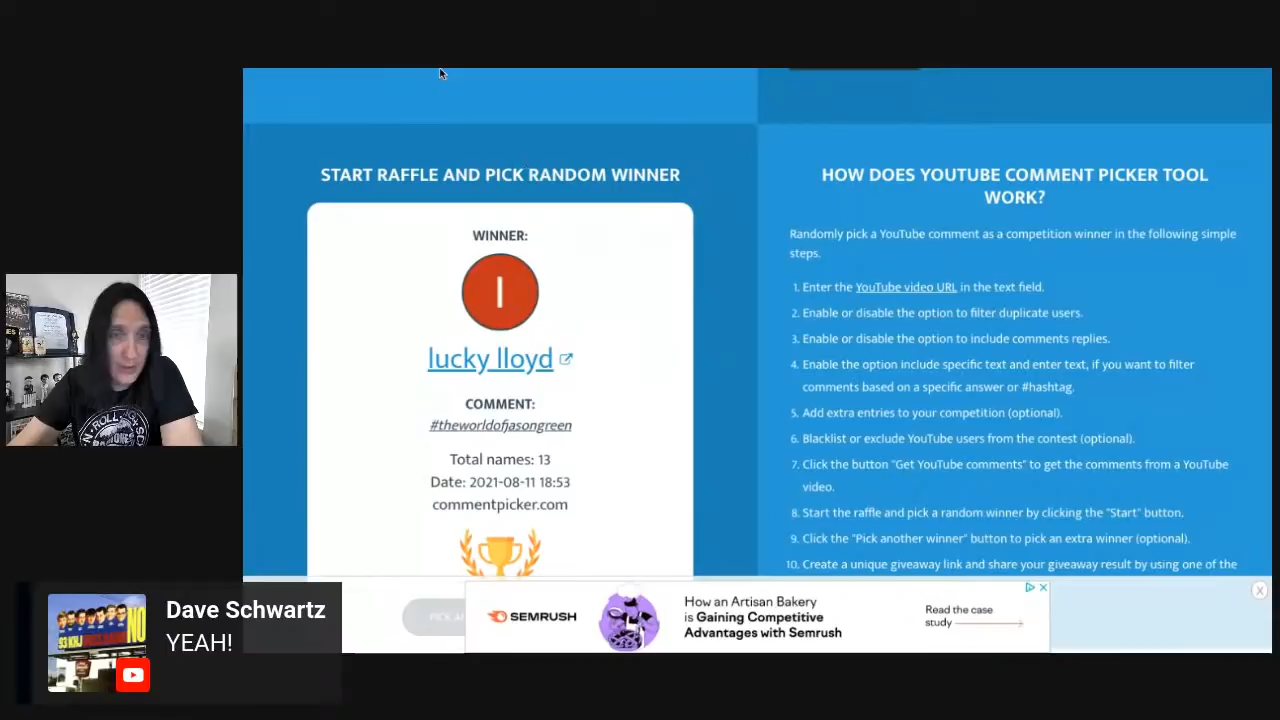 START RAFFLE AND PICK RANDOM WINNER
WINNER:
l
lucky lloyd
COMMENT:
#theworldofjasongreen
Total names: 13
Date: 2021-08-11 18:53
commentpicker.com
HOW DOES YOUTUBE COMMENT PICKER TOOL
WORK?
Randomly pick a YouTube comment as a competition winner in the following simple
steps.
1. Enter the YouTube video URL in the text field.
2. Enable or disable the option to filter duplicate users.
3. Enable or disable the option to include comments replies.
4. Enable the option include specific text and enter text, if you want to filter
comments based on a specific answer or #hashtag.
5. Add extra entries to your competition (optional).
6. Blacklist or exclude YouTube users from the contest (optional).
7. Click the button "Get YouTube comments" to get the comments from a YouTube
video.
8. Start the raffle and pick a random winner by clicking the "Start" button.
9. Click the "Pick another winner" button to pick an extra winner (optional).
10. Create a unique giveaway link and share your giveaway result by using one of the
PICK
SEMRUSH
How an Artisan Bakery
is Gaining Competitive
Advantages with Semrush
Read the case
study
X
Dave Schwartz
YEAH!
93 KHJ
NO